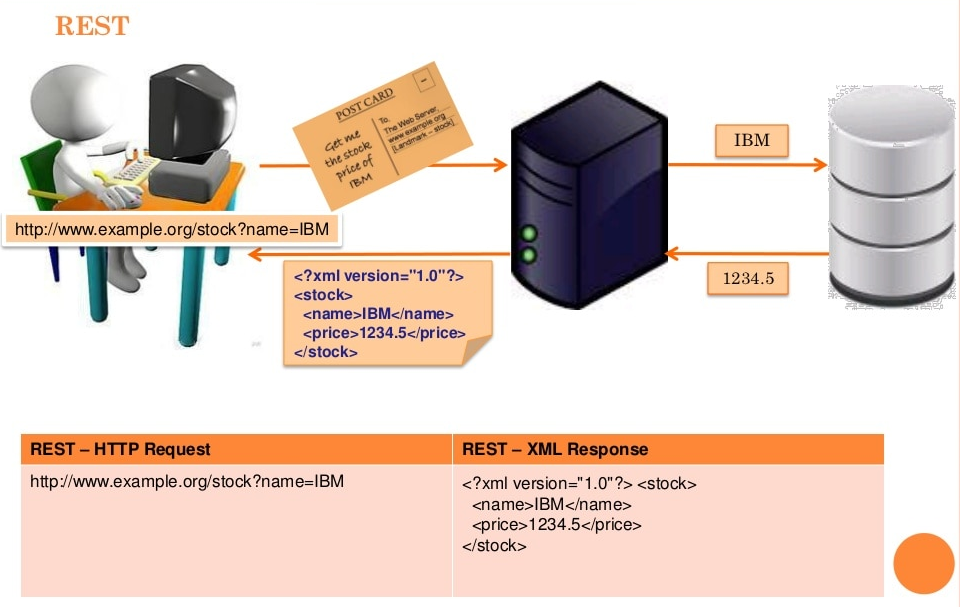 REST
POST CARD
Get me
the stock
price of
IBM
To,
The Web Server,
www.example.org
[Landmark – stock]
IBM
http://www.example.org/stock?name=IBM
1234.5
<?xml version="1.0"?>
<stock>
<name>IBM</name>
<price>1234.5</price>
</stock>
REST – HTTP Request
http://www.example.org/stock?name=IBM
REST – XML Response
<?xml version="1.0"?> <stock>
<name>IBM</name>
<price>1234.5</price>
</stock>